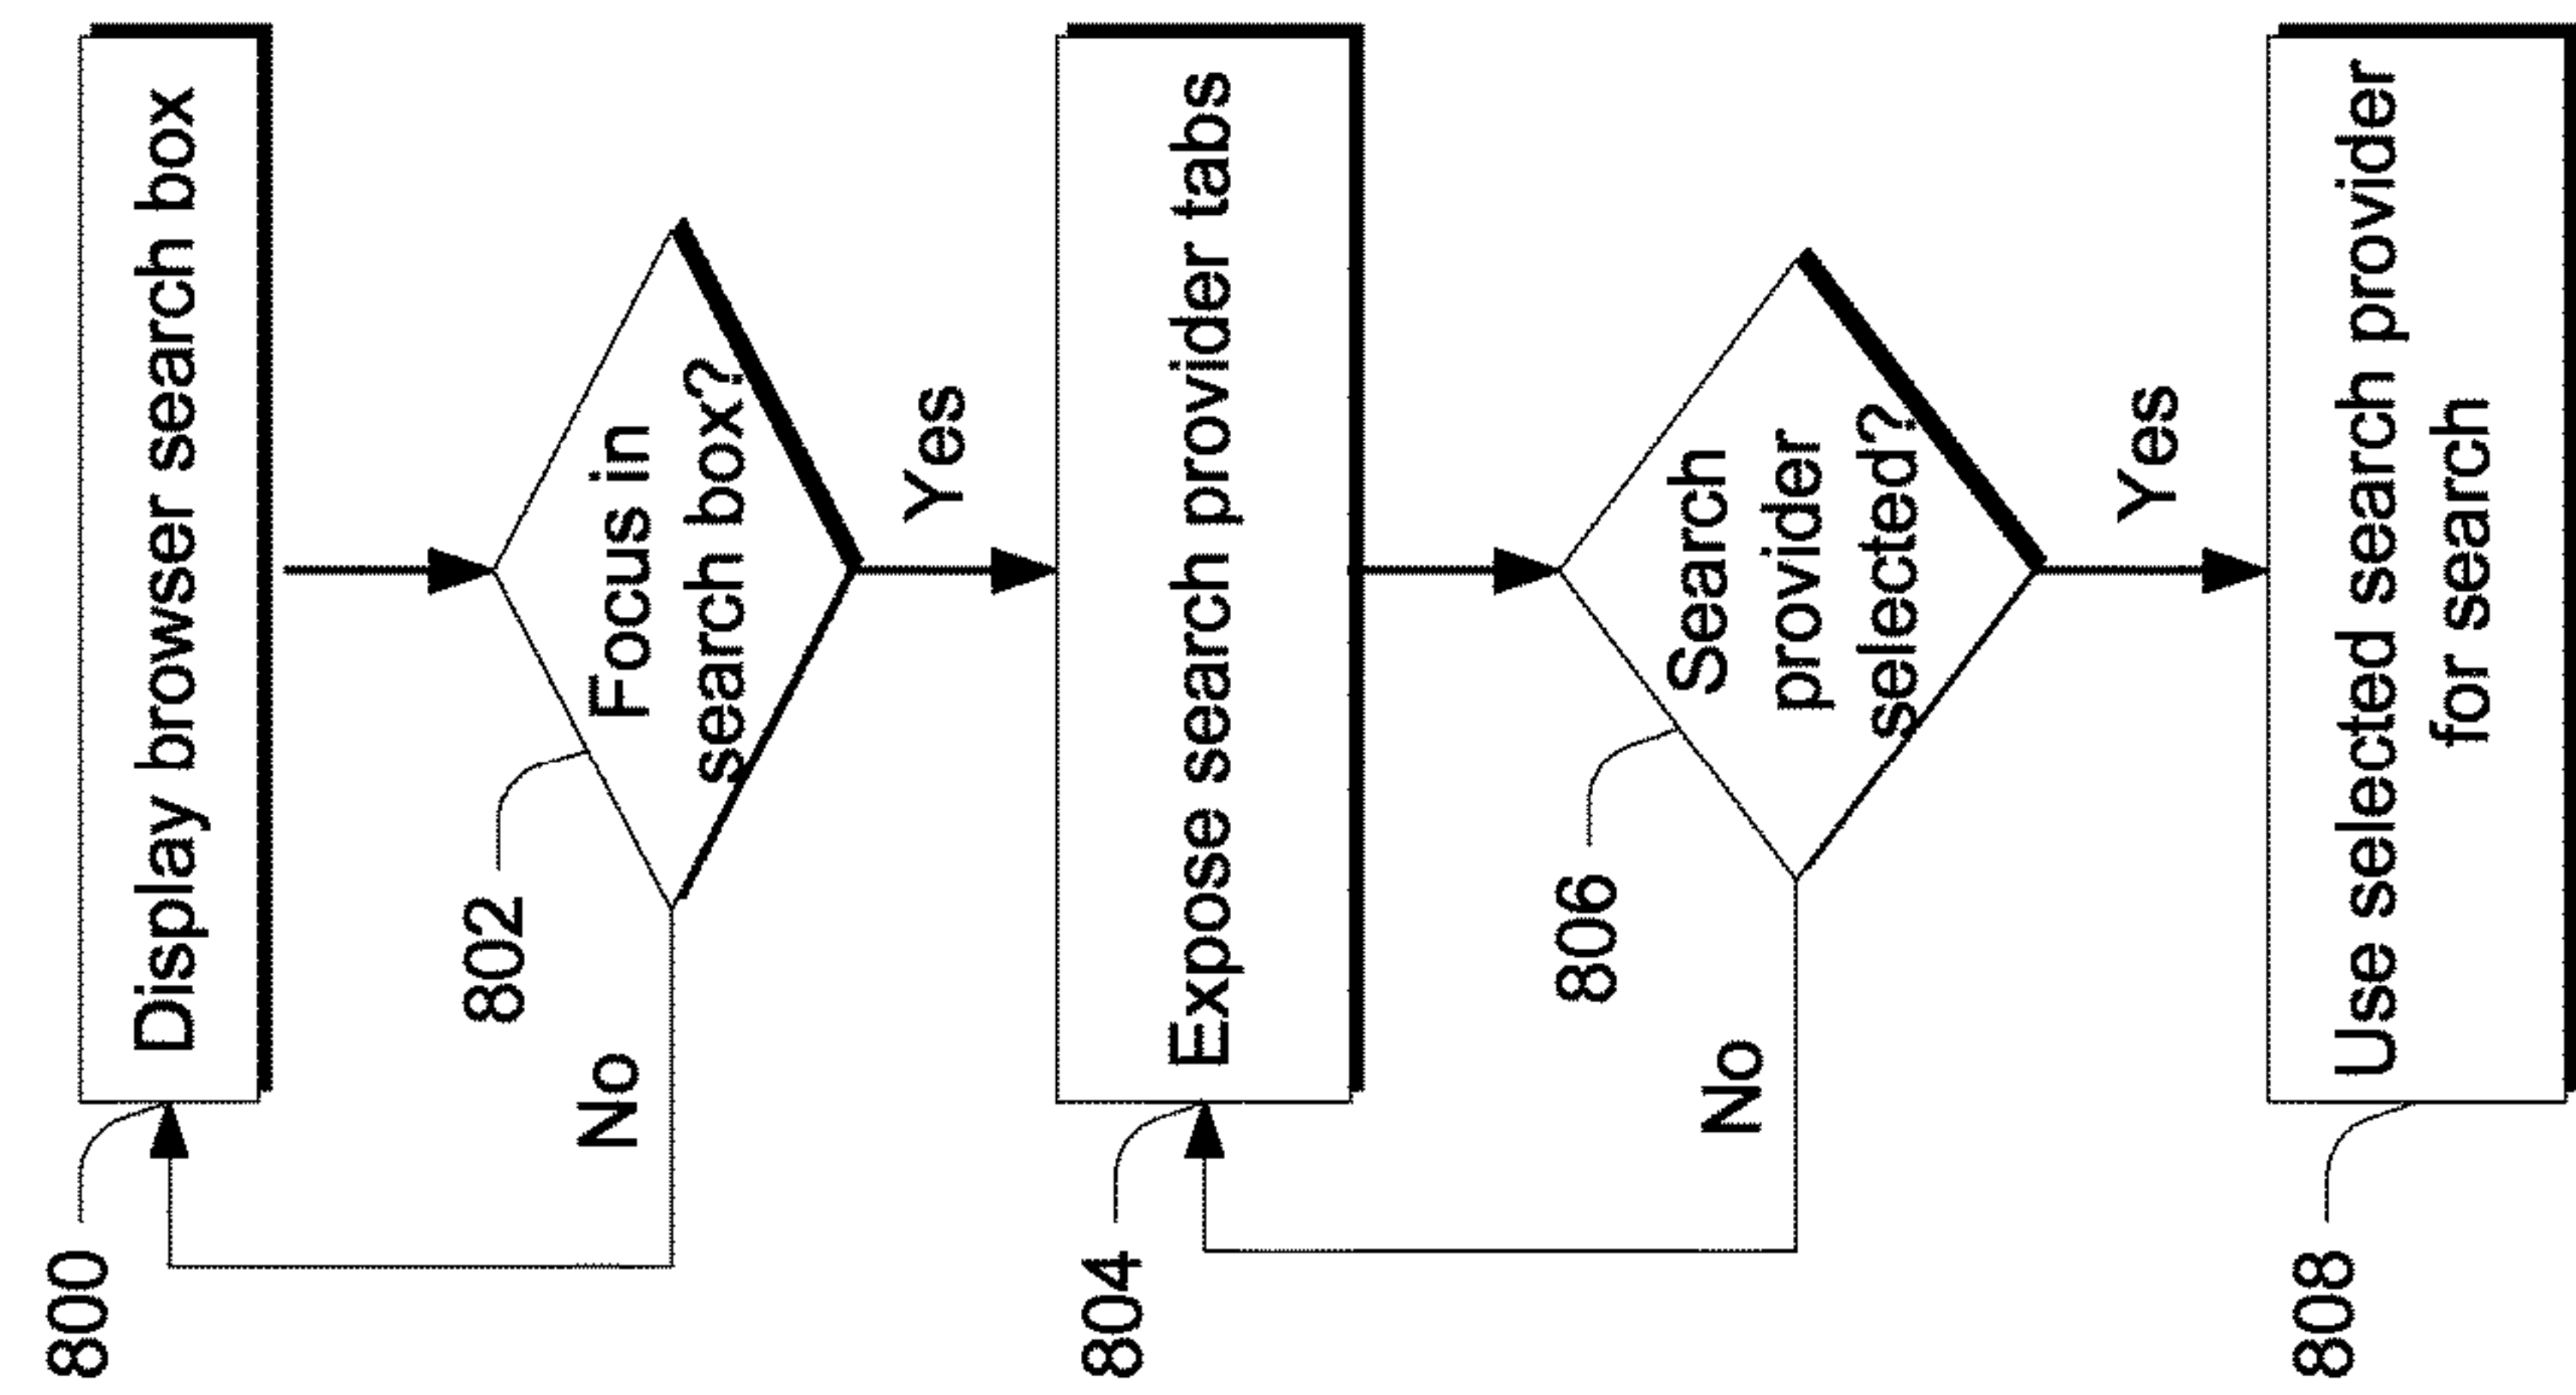 800
Display browser search box
802
Focus in
search box?
No
Yes
804
Expose search provider tabs
806
Search
provider
selected?
No
Yes
808
Use selected search provider
for search